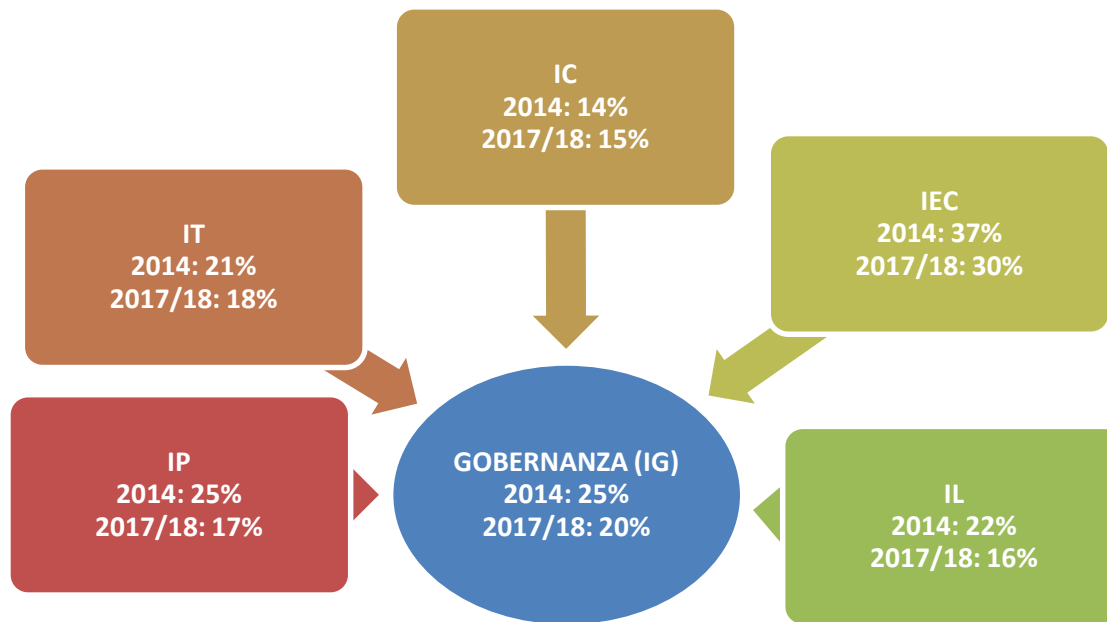 IC
2014: 14%
2017/18: 15%
IT
2014: 21%
2017/18: 18%
IEC
2014: 37%
2017/18: 30%
IP
2014: 25%
2017/18: 17%
GOBERNANZA (IG)
2014: 25%
2017/18: 20%
IL
2014: 22%
2017/18: 16%